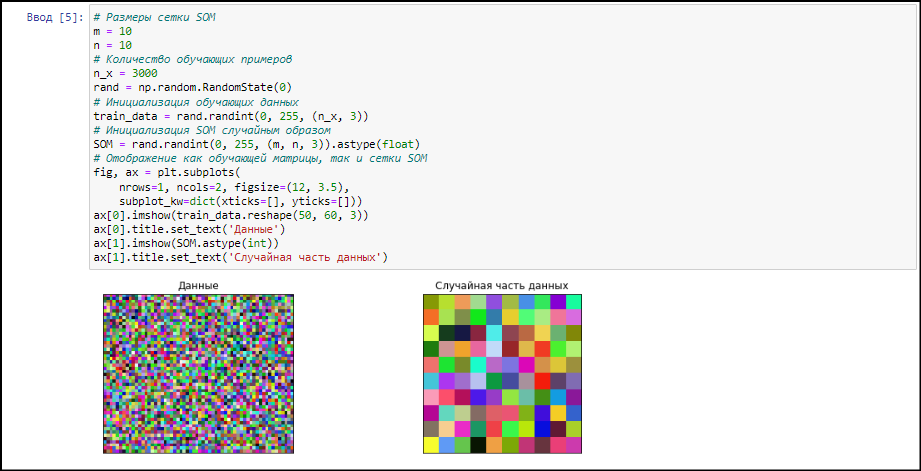 Ввод [5]:
# Размеры сетки SOM
m = 10
n = 10
# Количество обучающих примеров
n_x = 3000
rand = np.random.RandomState(0)
# Инициализация обучающих данных
train_data = rand.randint(0, 255, (n_x, 3))
# Инициализация SOM случайным образом
SOM = rand.randint(0, 255, (m, n, 3)).astype(float)
# Отображение как обучающей матрицы, так и сетки SOM
fig, ax = plt.subplots(
    nrows=1, ncols=2, figsize=(12, 3.5),
    subplot_kw=dict(xticks=[], yticks=[]))
ax[0].imshow(train_data.reshape(50, 60, 3))
ax[0].title.set_text('Данные')
ax[1].imshow(SOM.astype(int))
ax[1].title.set_text('Случайная часть данных')
Данные
Случайная часть данных